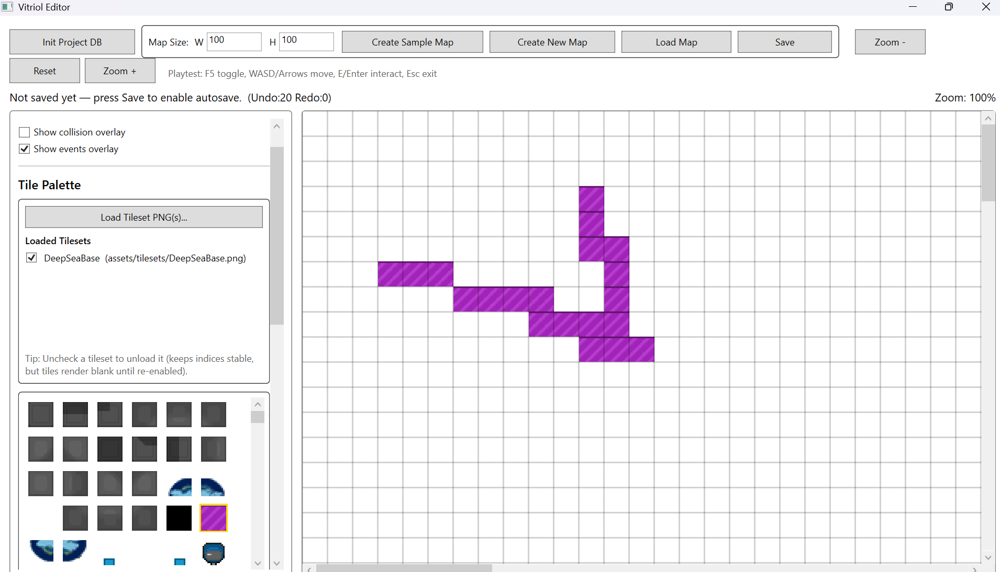 Vitriol Editor
Init Project DB
Map Size: W 100 H 100
Create Sample Map
Create New Map
Load Map
Save
Zoom -
Reset
Zoom +
Playtest: F5 toggle, WASD/Arrows move, E/Enter interact, Esc exit
Not saved yet — press Save to enable autosave. (Undo:20 Redo:0)
Zoom: 100%
Show collision overlay
Show events overlay
Tile Palette
Load Tileset PNG(s)...
Loaded Tilesets
DeepSeaBase (assets/tilesets/DeepSeaBase.png)
Tip: Uncheck a tileset to unload it (keeps indices stable,
but tiles render blank until re-enabled).